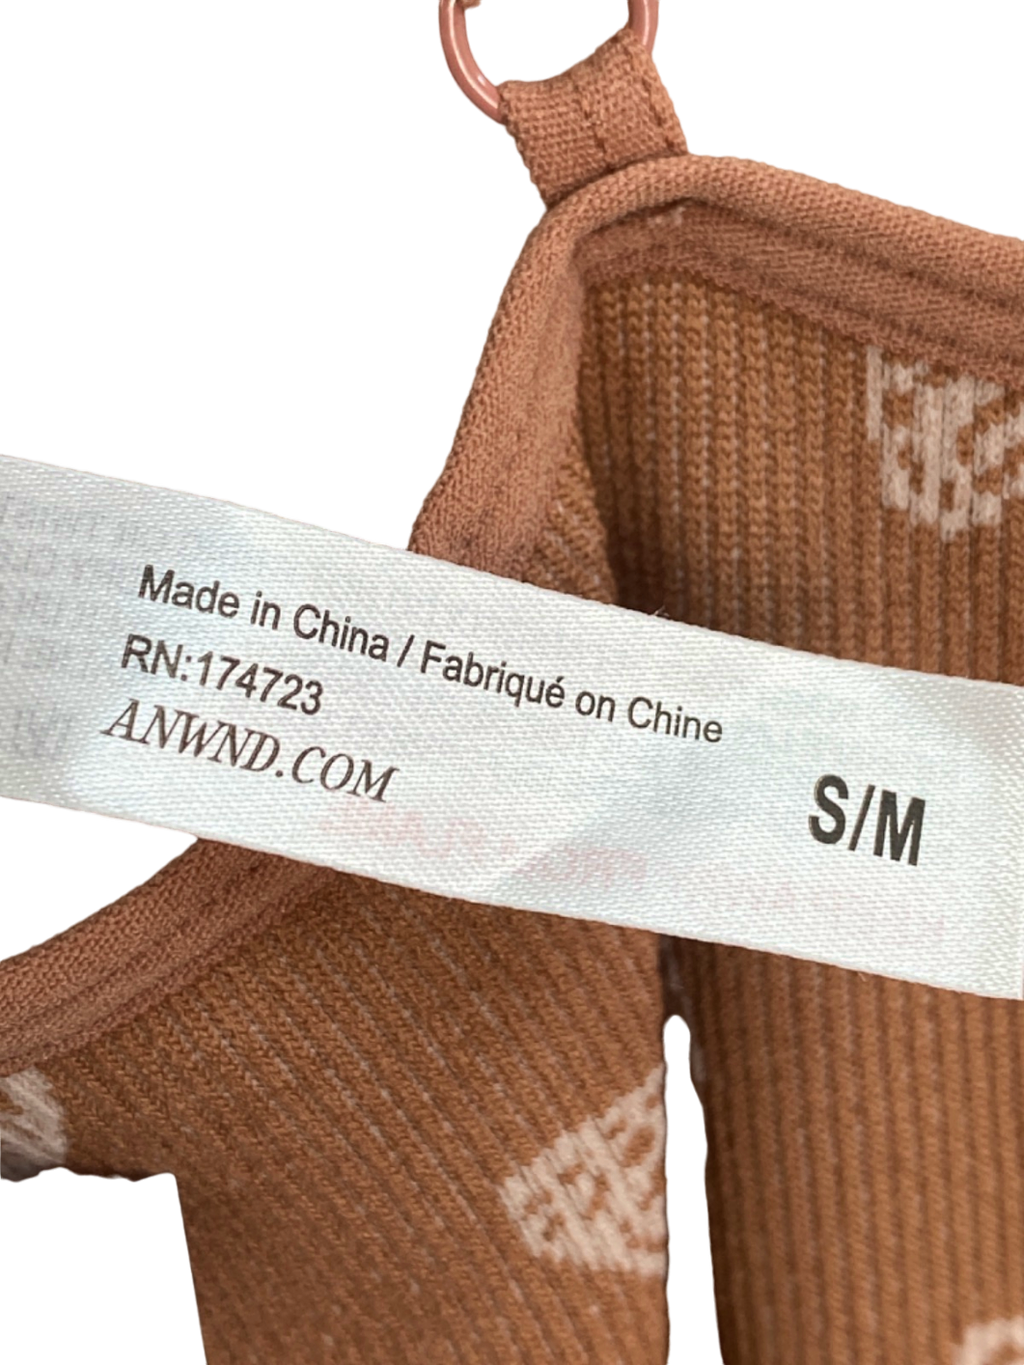 Made in China / Fabriqué on Chine
RN:174723
ANWND.COM
S/M